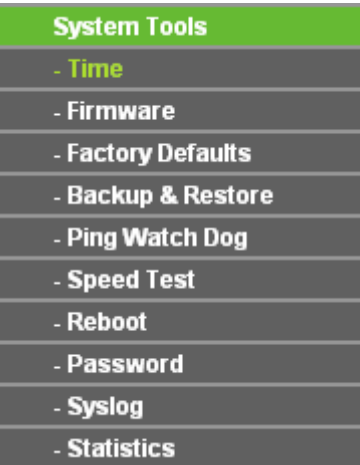 System Tools
- Time
- Firmware
- Factory Defaults
- Backup & Restore
- Ping Watch Dog
- Speed Test
- Reboot
- Password
- Syslog
- Statistics